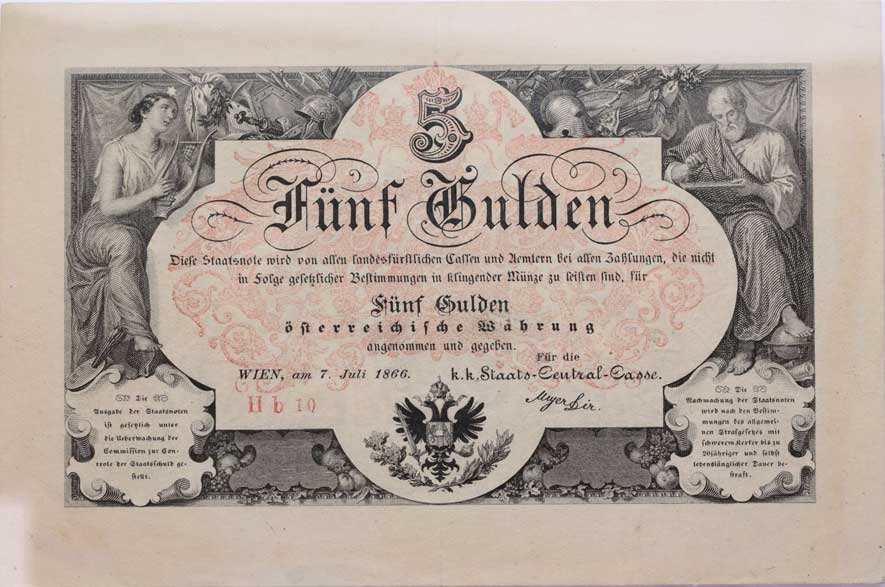 5
Fünf Gulden
Diese Staatsnote wird von allen landesfürstlichen Cassen und Aemtern bei allen Zahlungen, die nicht
in Folge gesetzlicher Bestimmungen in klingender Münze zu leisten sind, für
Fünf Gulden
österreichische Währung
angenommen und gegeben.
Für die
WIEN, am 7. Juli 1866. k.k. Staats-Central-Casse.
H b 10
Die
Ausgabe der Staatsnoten
ist gesetzlich unter
die Ueberwachung der
Commission zur Con-
trole der Staatsschuld ge-
stellt.
Die
Nachmachung der Staatsnoten
wird nach den Bestim-
mungen des allgemei-
nen Strafgesetzes mit
schwerem Kerker bis zu
20jähriger und selbst
lebenslänglicher Dauer be-
straft.